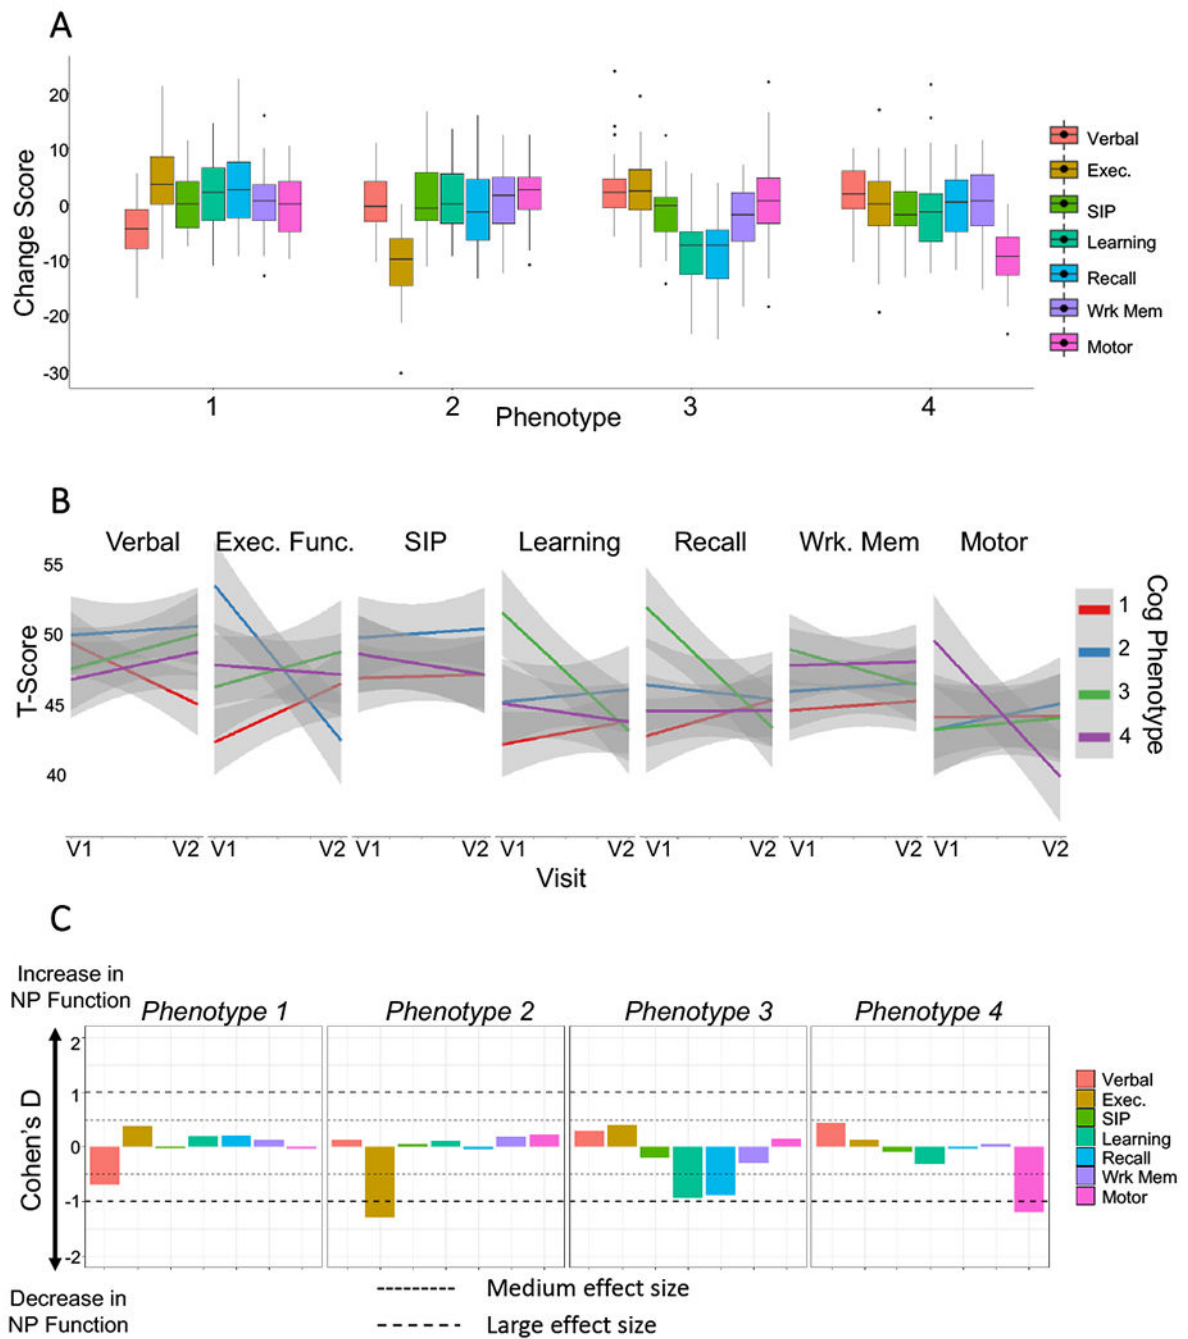 A
Change Score
20
10
0
-10
-20
-30
1
2
3
4
Phenotype
Verbal
Exec.
SIP
Learning
Recall
Wrk Mem
Motor
B
Verbal
Exec. Func.
SIP
Learning
Recall
Wrk. Mem
Motor
T-Score
55
50
45
40
V1 V2 V1 V2 V1 V2 V1 V2 V1 V2 V1 V2 V1 V2
Visit
Cog Phenotype
1
2
3
4
C
Increase in
NP Function
Phenotype 1
Phenotype 2
Phenotype 3
Phenotype 4
Cohen's D
2
1
0
-1
-2
Verbal
Exec.
SIP
Learning
Recall
Wrk Mem
Motor
Decrease in
NP Function
Medium effect size
Large effect size